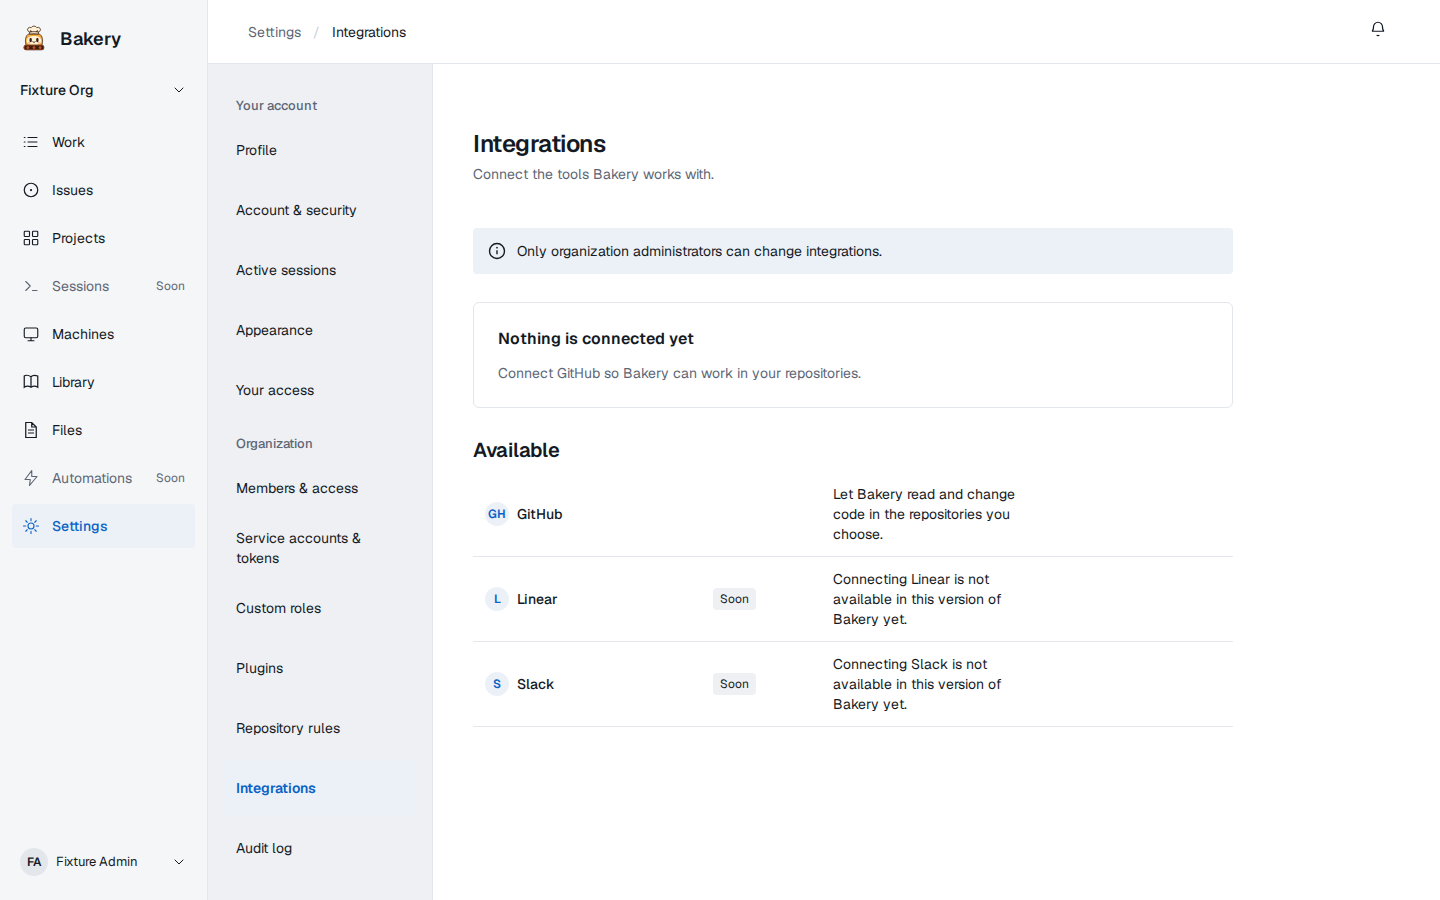 Bakery
Fixture Org
Work
Issues
Projects
Sessions Soon
Machines
Library
Files
Automations Soon
Settings
FA Fixture Admin
Settings / Integrations
Your account
Profile
Account & security
Active sessions
Appearance
Your access
Organization
Members & access
Service accounts &
tokens
Custom roles
Plugins
Repository rules
Integrations
Audit log
Integrations
Connect the tools Bakery works with.
Only organization administrators can change integrations.
Nothing is connected yet
Connect GitHub so Bakery can work in your repositories.
Available
GH GitHub
Let Bakery read and change
code in the repositories you
choose.
L Linear Soon
Connecting Linear is not
available in this version of
Bakery yet.
S Slack Soon
Connecting Slack is not
available in this version of
Bakery yet.